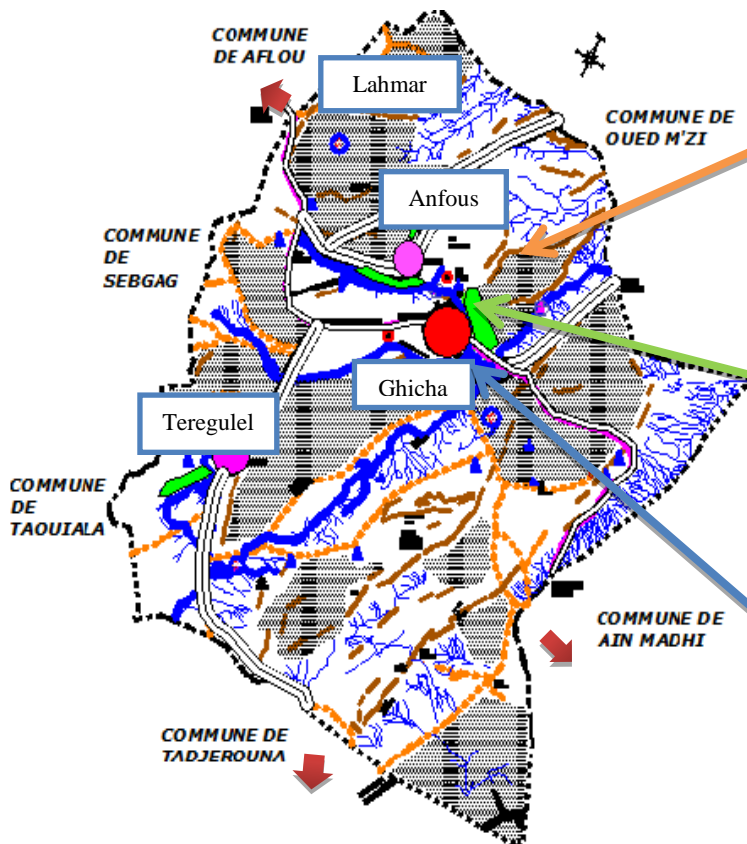 COMMUNE
DE AFLOU
Lahmar
COMMUNE DE
OUED M'ZI
Anfous
COMMUNE
DE
SEBGAG
Ghicha
Teregulel
COMMUNE
DE
TAOUIALA
COMMUNE DE
AIN MADHI
COMMUNE DE
TADJEROUNA